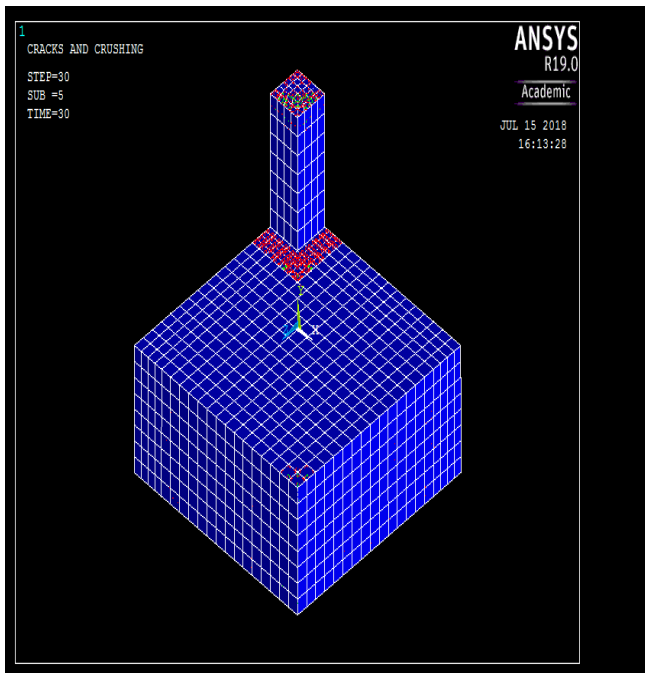 1
CRACKS AND CRUSHING
STEP=30
SUB =5
TIME=30
ANSYS
R19.0
Academic
JUL 15 2018
16:13:28
Y
X